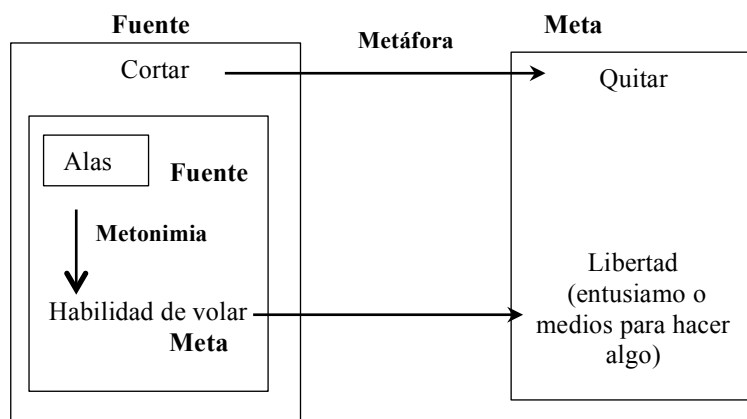 Fuente
Metáfora
Meta
Cortar
Quitar
Alas
Fuente
Metonimia
Habilidad de volar
Meta
Libertad
(entusiamo o
medios para hacer
algo)